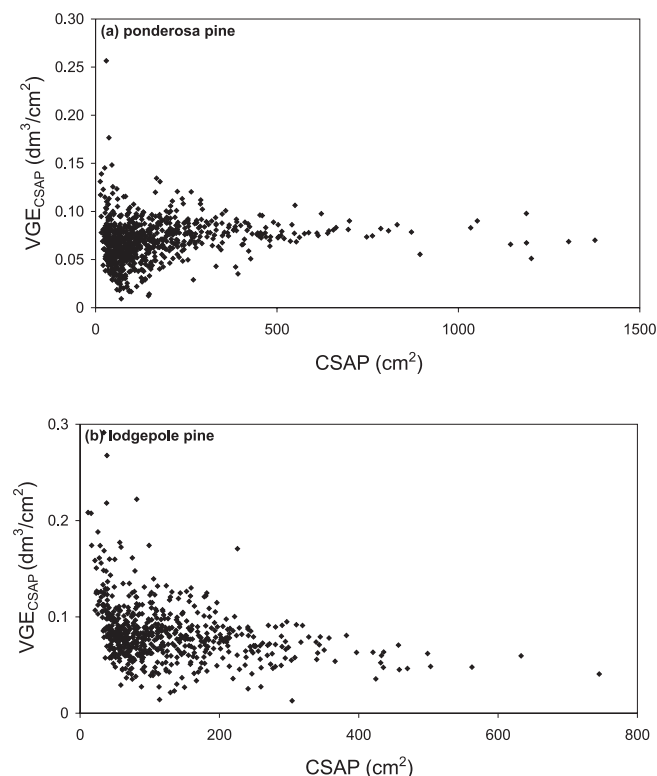 0.30
(a) ponderosa pine
0.25
0.20
0.15
0.10
0.05
0
0 500 1000 1500
VGE_CSAP (dm³/cm²)
CSAP (cm²)
0.3
(b) lodgepole pine
0.2
0.1
0
0 200 400 600 800
VGE_CSAP (dm³/cm²)
CSAP (cm²)